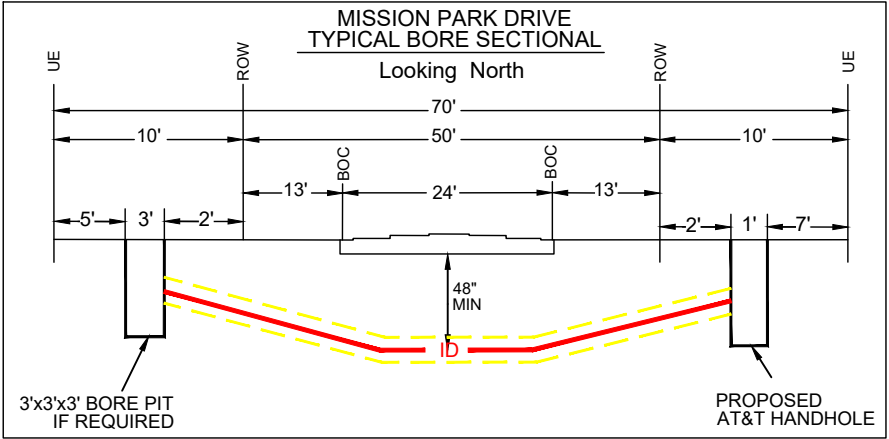 MISSION PARK DRIVE
TYPICAL BORE SECTIONAL
Looking North
UE
ROW
ROW
UE
70'
10'
50'
10'
BOC
BOC
13'
24'
13'
5'
3'
2'
2'
1'
7'
48"
MIN
ID
3'x3'x3' BORE PIT
IF REQUIRED
PROPOSED
AT&T HANDHOLE